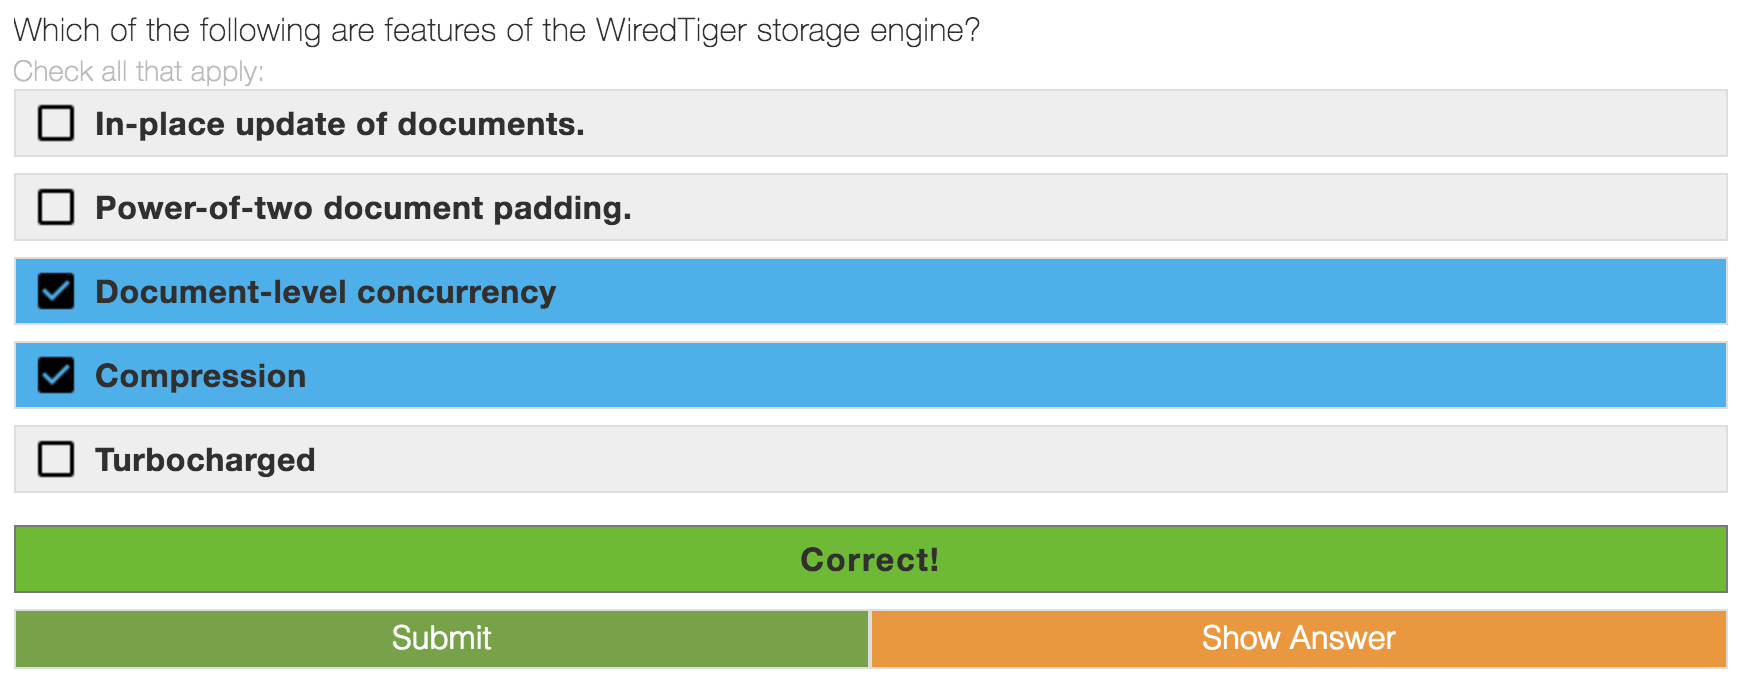 Which of the following are features of the WiredTiger storage engine?
Check all that apply:
In-place update of documents.
Power-of-two document padding.
Document-level concurrency
Compression
Turbocharged
Correct!
Submit
Show Answer